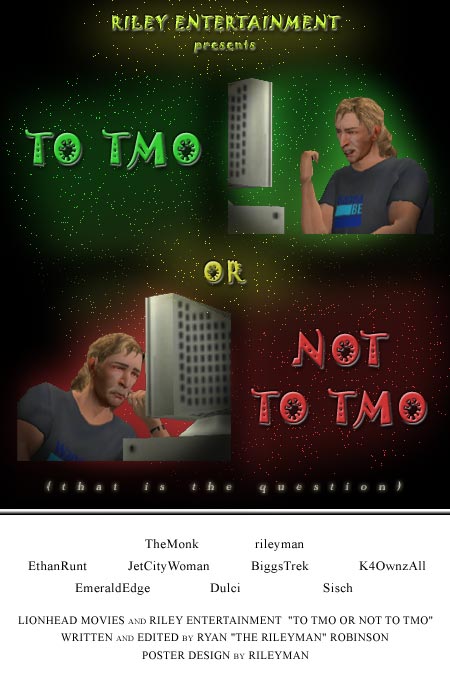 RILEY ENTERTAINMENT
presents
TO TMO
BE
OR
NOT
TO TMO
(that is the question)
TheMonk rileyman
EthanRunt JetCityWoman BiggsTrek K4OwnzAll
EmeraldEdge Dulci Sisch
LIONHEAD MOVIES AND RILEY ENTERTAINMENT "TO TMO OR NOT TO TMO"
WRITTEN AND EDITED BY RYAN "THE RILEYMAN" ROBINSON
POSTER DESIGN BY RILEYMAN